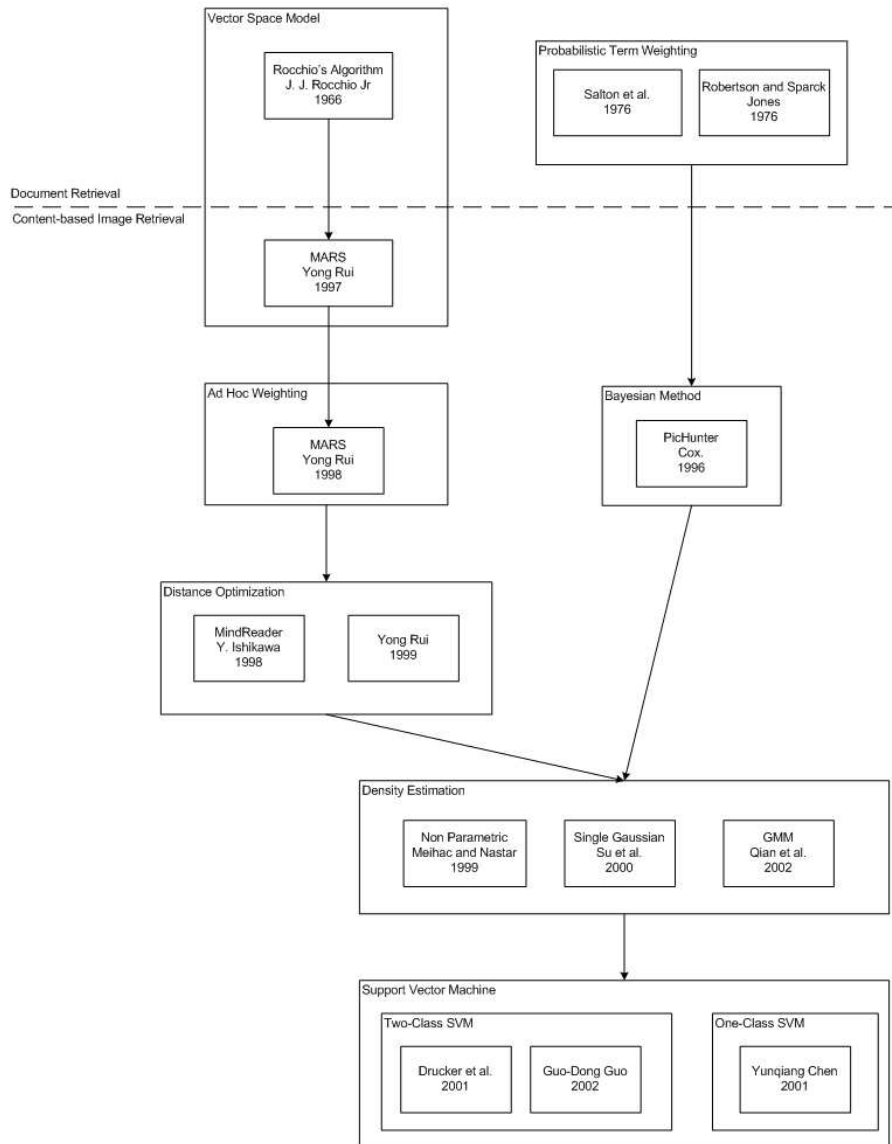 Vector Space Model
Rocchio's Algorithm
J. J. Rocchio Jr
1966
Probabilistic Term Weighting
Salton et al.
1976
Robertson and Sparck
Jones
1976
Document Retrieval
Content-based Image Retrieval
MARS
Yong Rui
1997
Ad Hoc Weighting
MARS
Yong Rui
1998
Bayesian Method
PicHunter
Cox.
1996
Distance Optimization
MindReader
Y. Ishikawa
1998
Yong Rui
1999
Density Estimation
Non Parametric
Meihac and Nastar
1999
Single Gaussian
Su et al.
2000
GMM
Qian et al.
2002
Support Vector Machine
Two-Class SVM
Drucker et al.
2001
Guo-Dong Guo
2002
One-Class SVM
Yunqiang Chen
2001